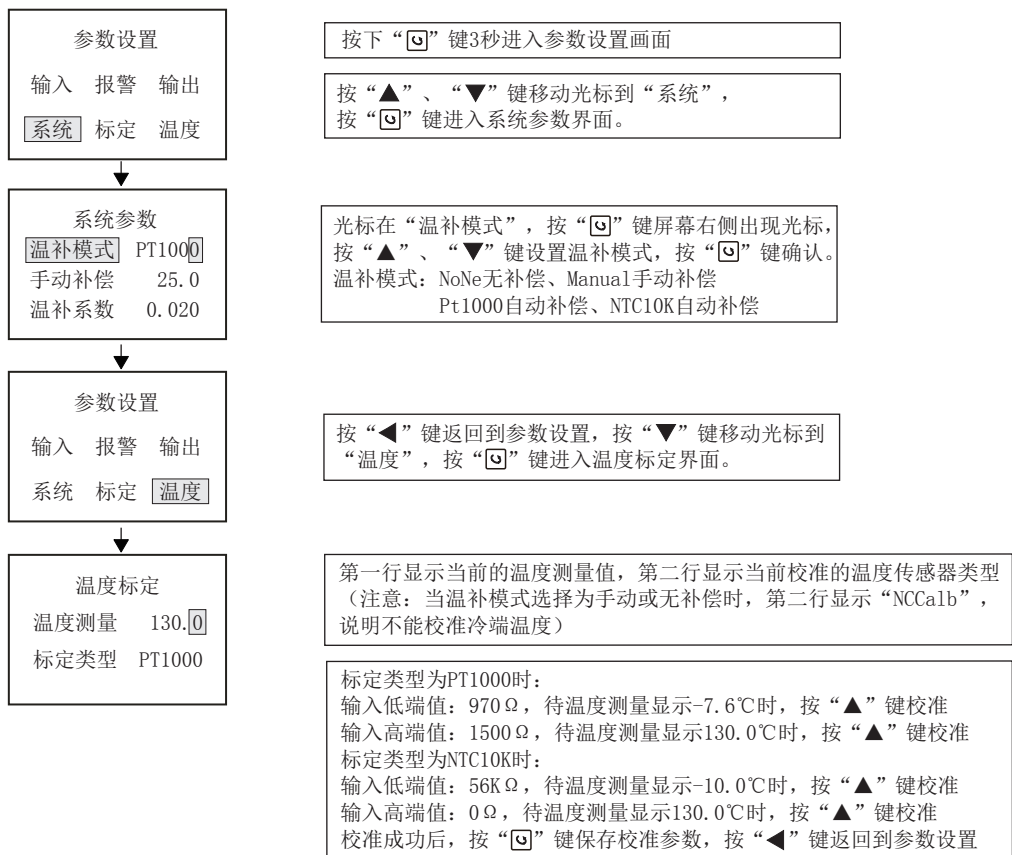 参数设置
输入 报警 输出
系统 标定 温度
按下“”键3秒进入参数设置画面
按“▲”、“▼”键移动光标到“系统”，
按“”键进入系统参数界面。
系统参数
温补模式 PT1000
手动补偿 25.0
温补系数 0.020
光标在“温补模式”，按“”键屏幕右侧出现光标，
按“▲”、“▼”键设置温补模式，按“”键确认。
温补模式：NoNe无补偿、Manual手动补偿
Pt1000自动补偿、NTC10K自动补偿
参数设置
输入 报警 输出
系统 标定 温度
按“◀”键返回到参数设置，按“▼”键移动光标到
“温度”，按“”键进入温度标定界面。
温度标定
温度测量 130.0
标定类型 PT1000
第一行显示当前的温度测量值，第二行显示当前校准的温度传感器类型
（注意：当温补模式选择为手动或无补偿时，第二行显示“NCCalb”，
说明不能校准冷端温度）
标定类型为PT1000时：
输入低端值：970Ω，待温度测量显示-7.6℃时，按“▲”键校准
输入高端值：1500Ω，待温度测量显示130.0℃时，按“▲”键校准
标定类型为NTC10K时：
输入低端值：56KΩ，待温度测量显示-10.0℃时，按“▲”键校准
输入高端值：0Ω，待温度测量显示130.0℃时，按“▲”键校准
校准成功后，按“”键保存校准参数，按“◀”键返回到参数设置